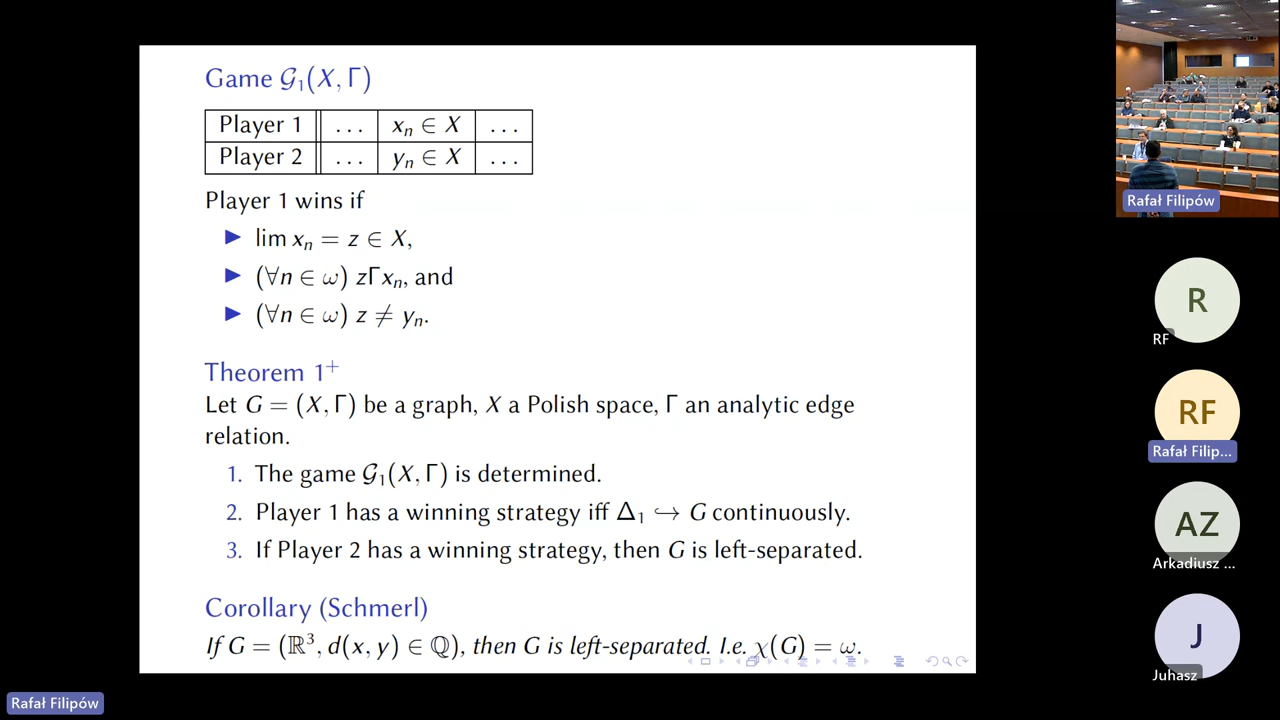 Game 𝒢₁(X, Γ)
Player 1 ... xₙ ∈ X ...
Player 2 ... yₙ ∈ X ...
Player 1 wins if
▶ lim xₙ = z ∈ X,
▶ (∀n ∈ ω) zΓxₙ, and
▶ (∀n ∈ ω) z ≠ yₙ.
Theorem 1⁺
Let G = (X, Γ) be a graph, X a Polish space, Γ an analytic edge
relation.
1. The game 𝒢₁(X, Γ) is determined.
2. Player 1 has a winning strategy iff Δ₁ ↪ G continuously.
3. If Player 2 has a winning strategy, then G is left-separated.
Corollary (Schmerl)
If G = (ℝ³, d(x, y) ∈ ℚ), then G is left-separated. I.e. χ(G) = ω.
Rafał Filipów
R
RF
RF
Rafał Filip...
AZ
Arkadiusz ...
J
Juhasz
Rafał Filipów